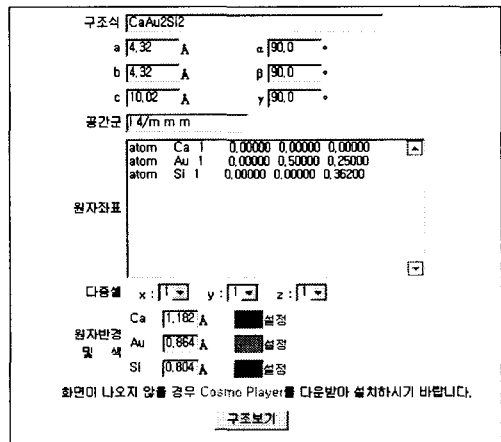 구조식 CaAu2Si2
a 4.32 Å α 90.0 °
b 4.32 Å β 90.0 °
c 10.02 Å γ 90.0 °
공간군 I 4/m m m
atom Ca 1 0.00000 0.00000 0.00000
atom Au 1 0.00000 0.50000 0.25000
atom Si 1 0.00000 0.00000 0.36200
원자좌표
다중셀 x : 1 y : 1 z : 1
Ca 1.182 Å 설정
원자반경 및 색 Au 0.864 Å 설정
Si 0.804 Å 설정
화면이 나오지 않을 경우 Cosmo Player를 다운받아 설치하시기 바랍니다.
구조보기